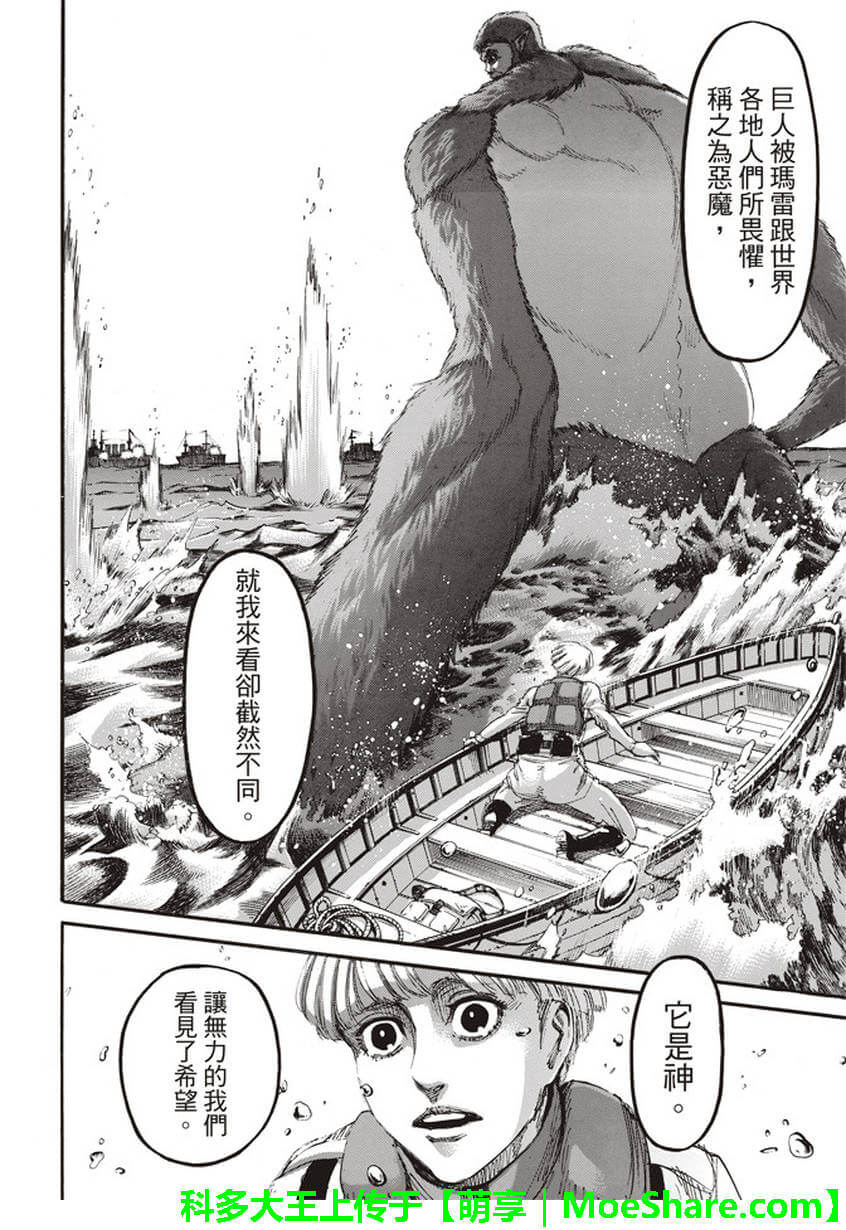 巨人被瑪雷跟世界
各地人們所畏懼，
稱之為惡魔，
就我來看卻截然不同。
它是神。
讓無力的我們
看見了希望。
科多大王上传于【萌享｜MoeShare.com】